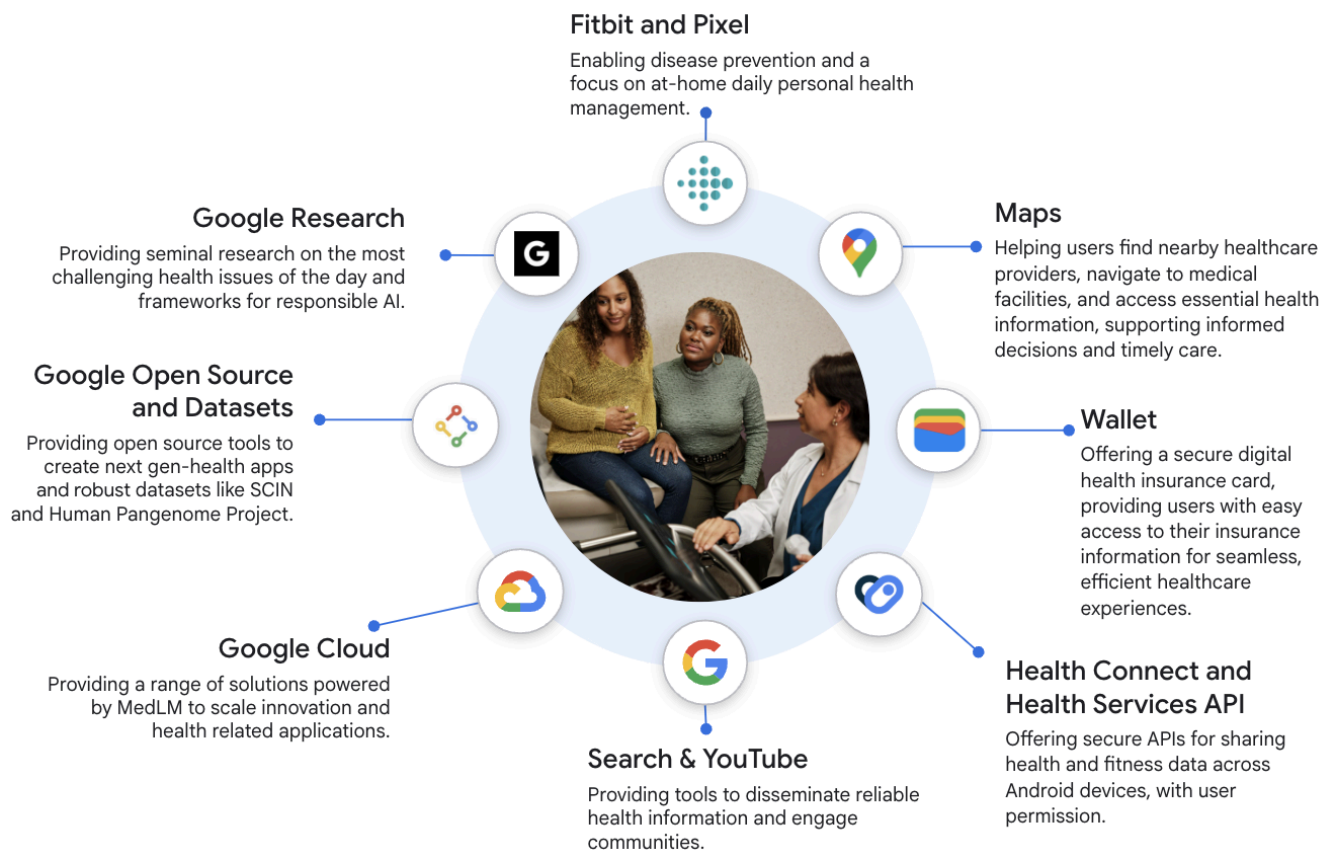 Fitbit and Pixel
Enabling disease prevention and a
focus on at-home daily personal health
management.
Maps
Helping users find nearby healthcare
providers, navigate to medical
facilities, and access essential health
information, supporting informed
decisions and timely care.
Wallet
Offering a secure digital
health insurance card,
providing users with easy
access to their insurance
information for seamless,
efficient healthcare
experiences.
Health Connect and
Health Services API
Offering secure APIs for sharing
health and fitness data across
Android devices, with user
permission.
Search & YouTube
Providing tools to disseminate reliable
health information and engage
communities.
Google Cloud
Providing a range of solutions powered
by MedLM to scale innovation and
health related applications.
Google Open Source
and Datasets
Providing open source tools to
create next gen-health apps
and robust datasets like SCIN
and Human Pangenome Project.
Google Research
Providing seminal research on the most
challenging health issues of the day and
frameworks for responsible AI.
G
G